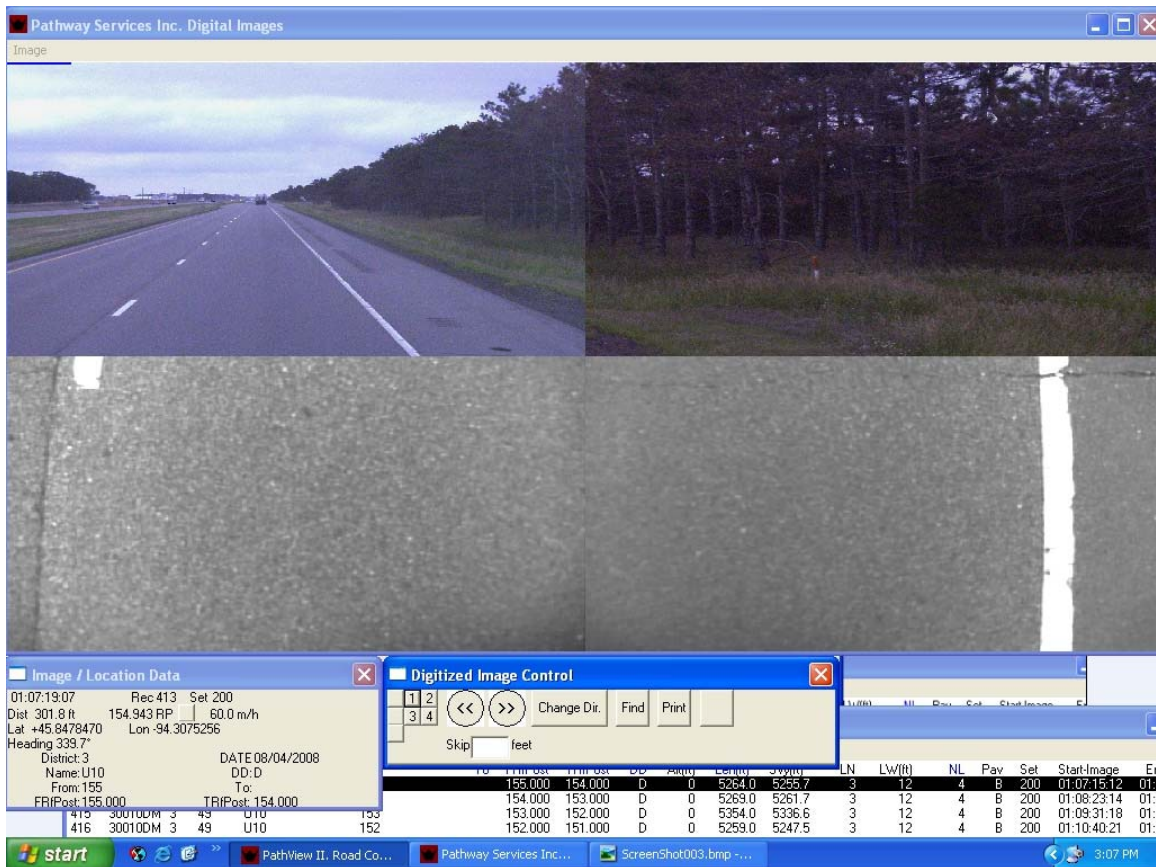 Pathway Services Inc. Digital Images
Image
Image / Location Data
01:07:19:07 Rec 413 Set 200
Dist 301.8 ft 154.943 RP 60.0 m/h
Lat +45.8478470 Lon -94.3075256
Heading 339.7°
District: 3 DATE 08/04/2008
Name: U10 DD: D
From: 155 To:
FRfPost: 155.000 TRfPost: 154.000
Digitized Image Control
1 2
3 4
<< >> Change Dir. Find Print
Skip feet
LN LW(ft) NL Pav Set Start-Image
155.000 154.000 D 0 5264.0 5255.7 3 12 4 B 200 01:07:15:12 01:
154.000 153.000 D 0 5269.0 5261.7 3 12 4 B 200 01:08:23:14 01:
415 30010DM 3 49 U10 153 153.000 152.000 D 0 5354.0 5336.6 3 12 4 B 200 01:09:31:18 01:
416 30010DM 3 49 U10 152 152.000 151.000 D 0 5259.0 5247.5 3 12 4 B 200 01:10:40:21 01:
start PathView II. Road Co... Pathway Services Inc... ScreenShot003.bmp -... 3:07 PM